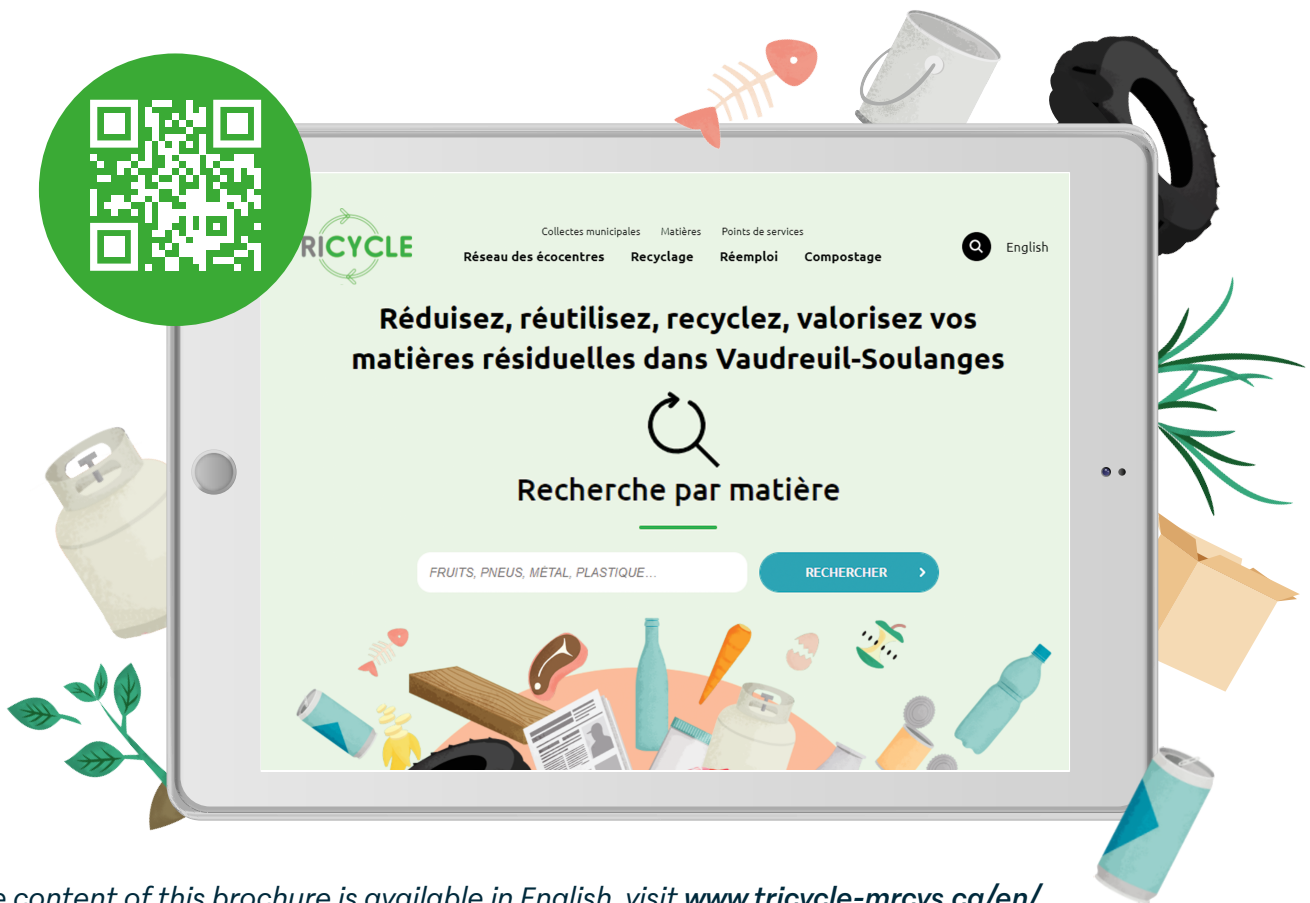 RICYCLE
Collectes municipales Matières Points de services
Réseau des écocentres Recyclage Réemploi Compostage
English
Réduisez, réutilisez, recyclez, valorisez vos
matières résiduelles dans Vaudreuil-Soulanges
Recherche par matière
FRUITS, PNEUS, MÉTAL, PLASTIQUE...
RECHERCHER
content of this brochure is available in English, visit www.tricycle-mrcvs.ca/en/